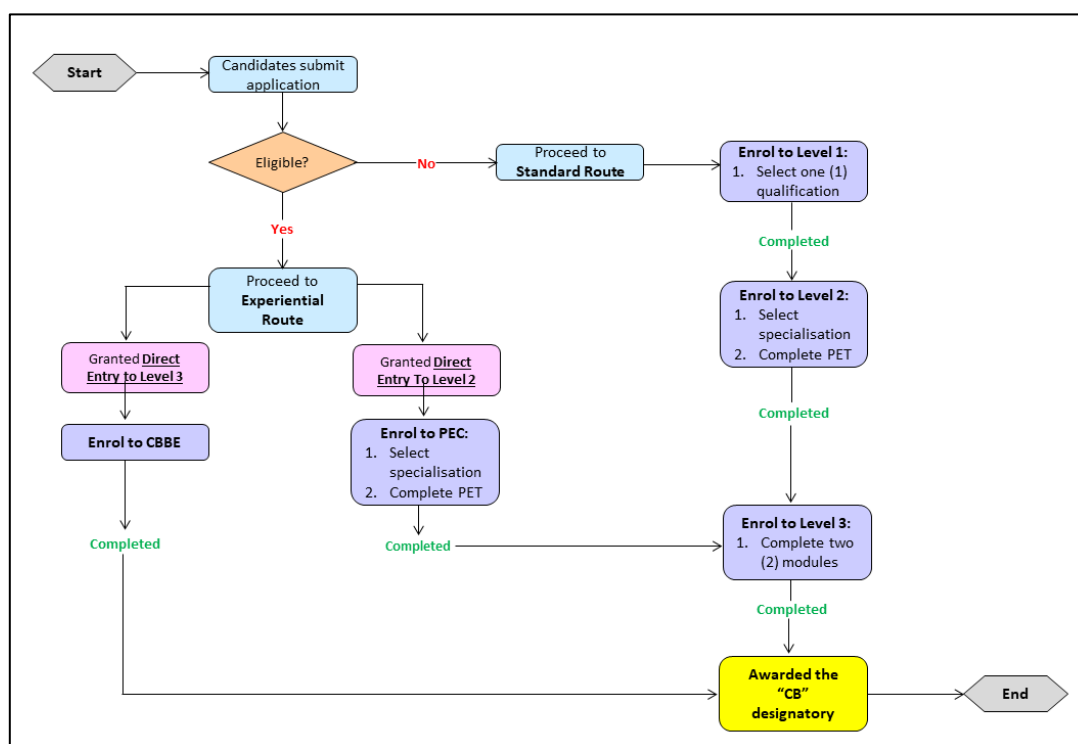 Start
Candidates submit
application
Eligible?
No
Proceed to
Standard Route
Enrol to Level 1:
1. Select one (1)
qualification
Yes
Completed
Proceed to
Experiential
Route
Enrol to Level 2:
1. Select
specialisation
2. Complete PET
Granted Direct
Entry to Level 3
Granted Direct
Entry To Level 2
Completed
Enrol to CBBE
Enrol to PEC:
1. Select
specialisation
2. Complete PET
Completed
Completed
Enrol to Level 3:
1. Complete two
(2) modules
Completed
Awarded the
“CB”
designatory
End